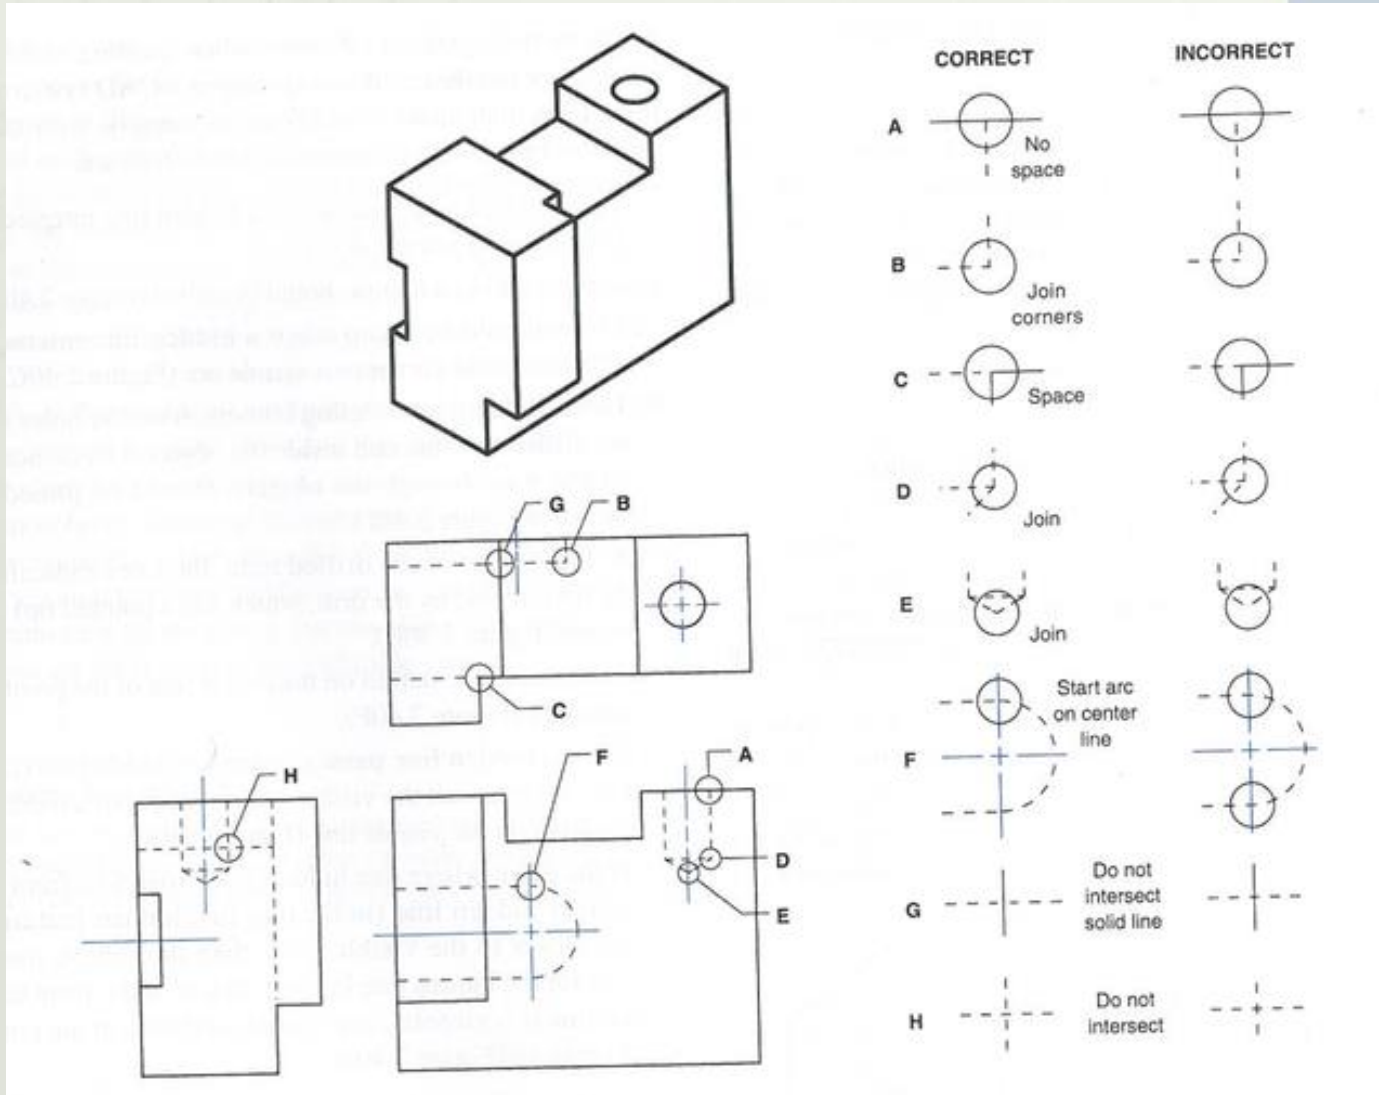 CORRECT
INCORRECT
A
No
space
B
Join
corners
C
Space
D
Join
E
Join
F
Start arc
on center
line
G
Do not
intersect
solid line
H
Do not
intersect
G
B
C
H
F
A
D
E